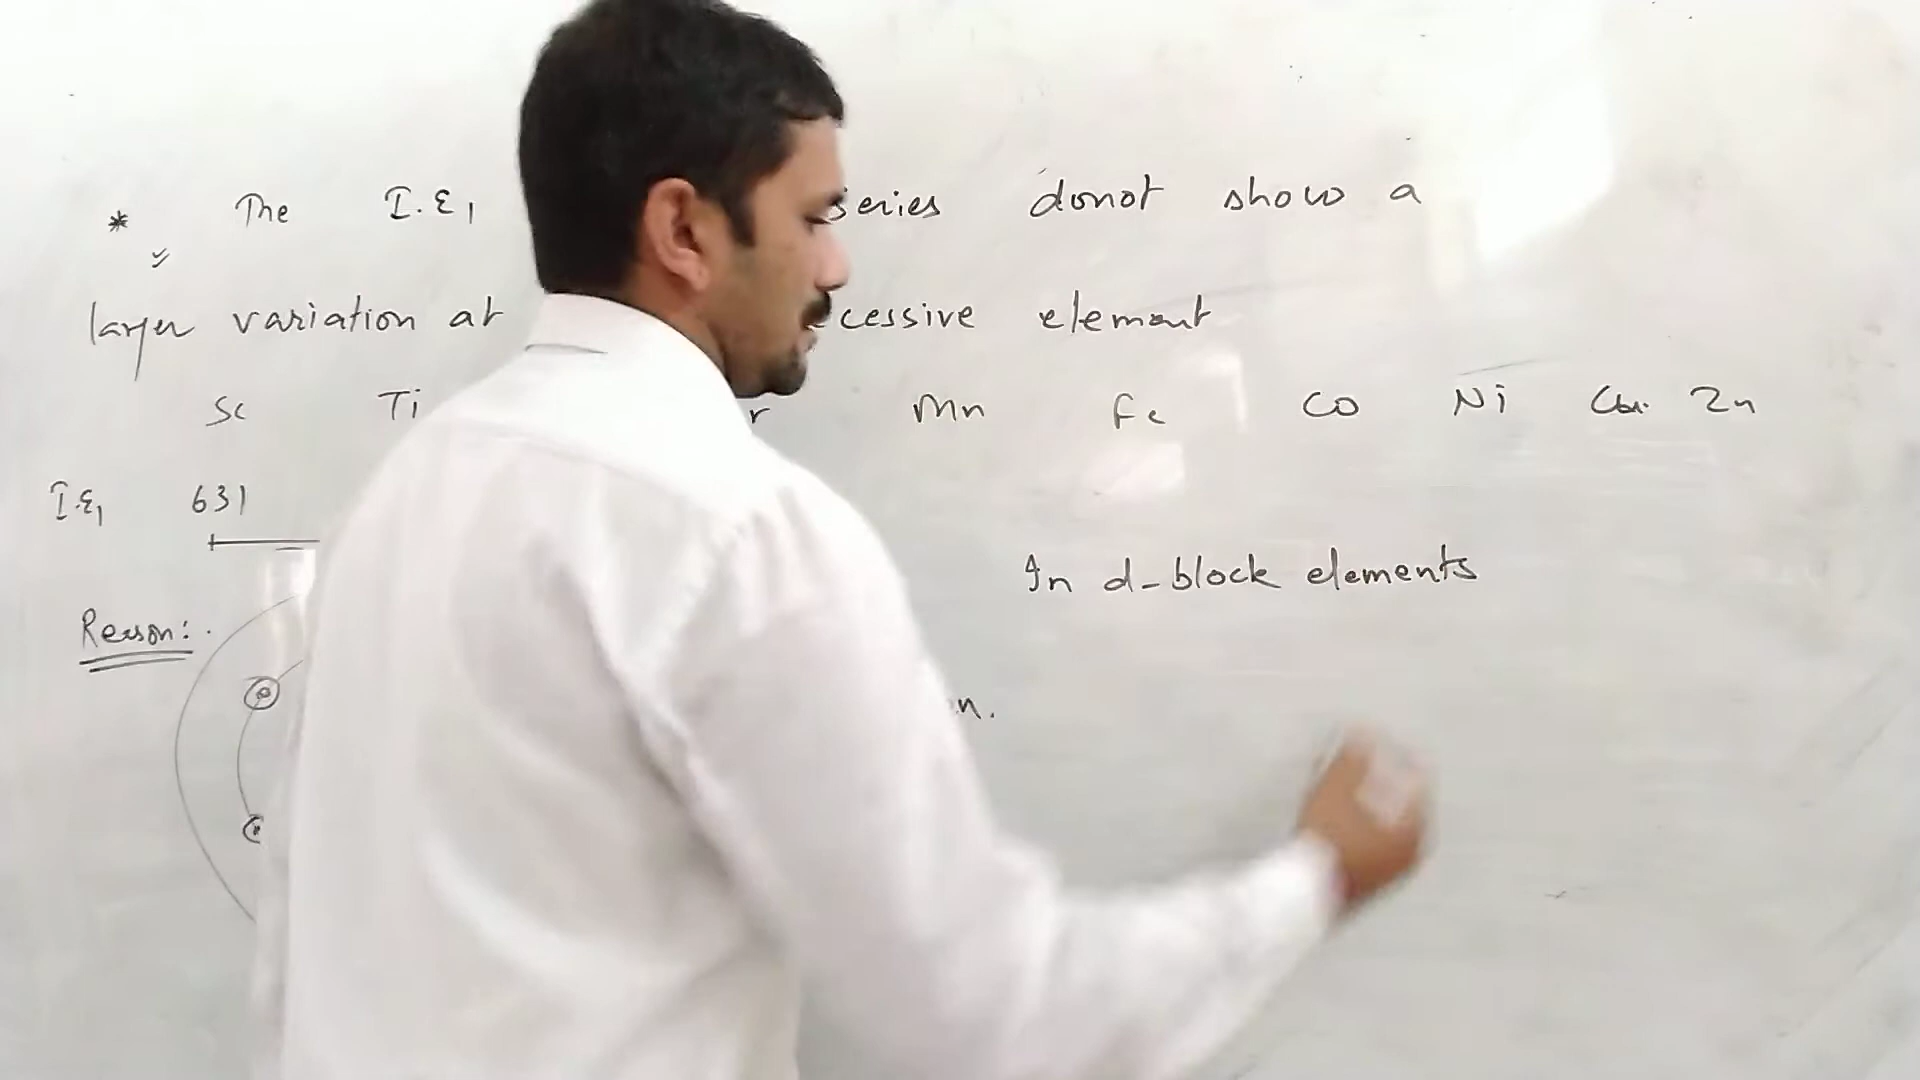 * The I.E1 series donot show a
larger variation at cessive element
Sc Ti r Mn Fe Co Ni Cu Zn
I.E1 631
In d-block elements
Reason:
n.